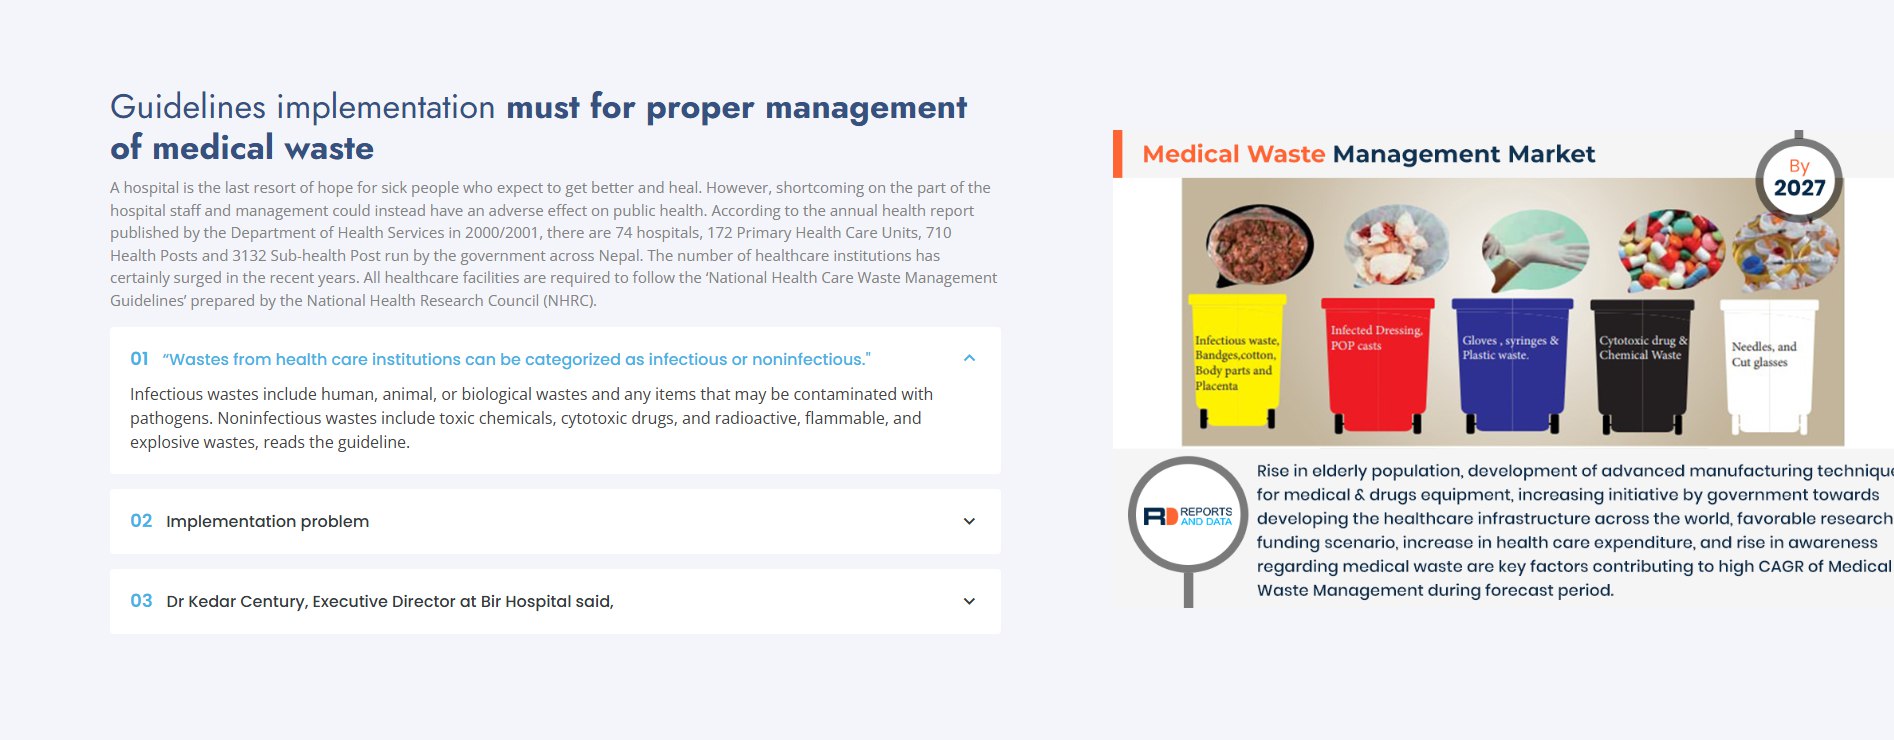 Guidelines implementation must for proper management
of medical waste
A hospital is the last resort of hope for sick people who expect to get better and heal. However, shortcoming on the part of the
hospital staff and management could instead have an adverse effect on public health. According to the annual health report
published by the Department of Health Services in 2000/2001, there are 74 hospitals, 172 Primary Health Care Units, 710
Health Posts and 3132 Sub-health Post run by the government across Nepal. The number of healthcare institutions has
certainly surged in the recent years. All healthcare facilities are required to follow the ‘National Health Care Waste Management
Guidelines’ prepared by the National Health Research Council (NHRC).
01 “Wastes from health care institutions can be categorized as infectious or noninfectious."
Infectious wastes include human, animal, or biological wastes and any items that may be contaminated with
pathogens. Noninfectious wastes include toxic chemicals, cytotoxic drugs, and radioactive, flammable, and
explosive wastes, reads the guideline.
02 Implementation problem
03 Dr Kedar Century, Executive Director at Bir Hospital said,
Medical Waste Management Market
By
2027
Infectious waste,
Bandges,cotton,
Body parts and
Placenta
Infected Dressing,
POP casts
Gloves , syringes &
Plastic waste.
Cytotoxic drug &
Chemical Waste
Needles, and
Cut glasses
REPORTS
AND DATA
Rise in elderly population, development of advanced manufacturing technique
for medical & drugs equipment, increasing initiative by government towards
developing the healthcare infrastructure across the world, favorable research
funding scenario, increase in health care expenditure, and rise in awareness
regarding medical waste are key factors contributing to high CAGR of Medical
Waste Management during forecast period.